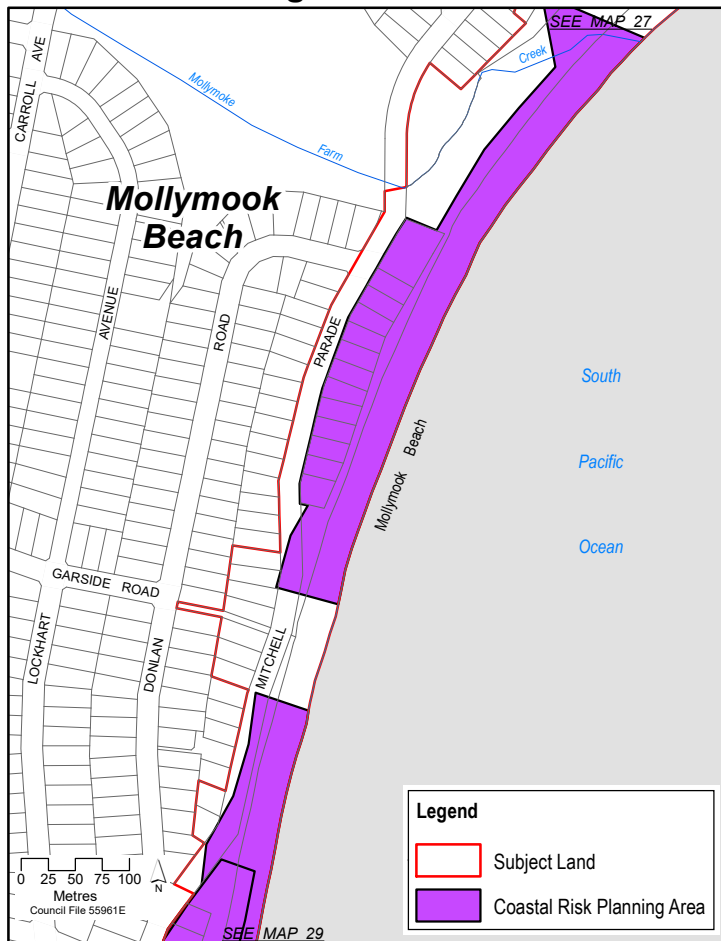 SEE MAP 27
CARROLL AVE
Mollymoke
Farm
Creek
Mollymook
Beach
AVENUE
ROAD
PARADE
South
Pacific
Ocean
Mollymook Beach
GARSIDE ROAD
LOCKHART
DONLAN
MITCHELL
Legend
Subject Land
Coastal Risk Planning Area
0 25 50 75 100
Metres
Council File 55961E
N
SEE MAP 29